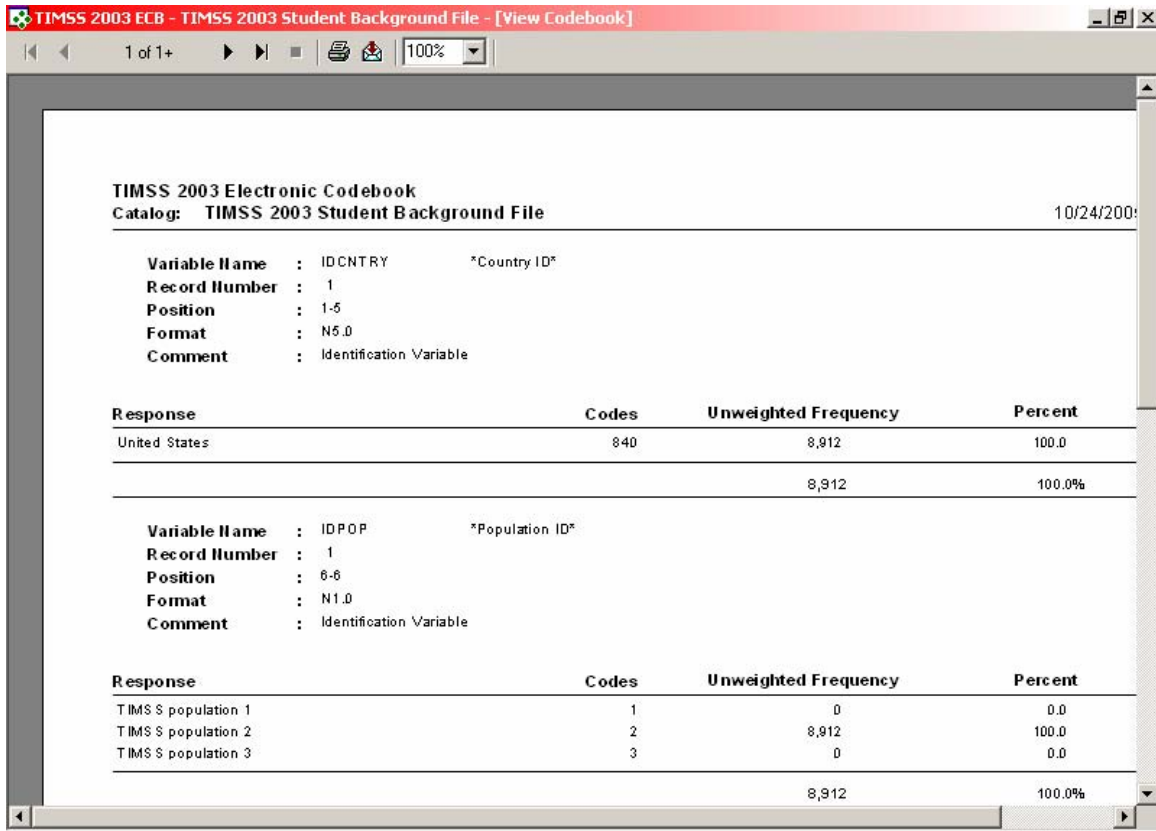 TIMSS 2003 ECB - TIMSS 2003 Student Background File - [View Codebook]
1 of 1+ 100%
TIMSS 2003 Electronic Codebook
Catalog: TIMSS 2003 Student Background File 10/24/200
Variable Name : IDCNTRY *Country ID*
Record Number : 1
Position : 1-5
Format : N5.0
Comment : Identification Variable
Response Codes Unweighted Frequency Percent
United States 840 8,912 100.0
8,912 100.0%
Variable Name : IDPOP *Population ID*
Record Number : 1
Position : 6-6
Format : N1.0
Comment : Identification Variable
Response Codes Unweighted Frequency Percent
TIMSS population 1 1 0 0.0
TIMSS population 2 2 8,912 100.0
TIMSS population 3 3 0 0.0
8,912 100.0%